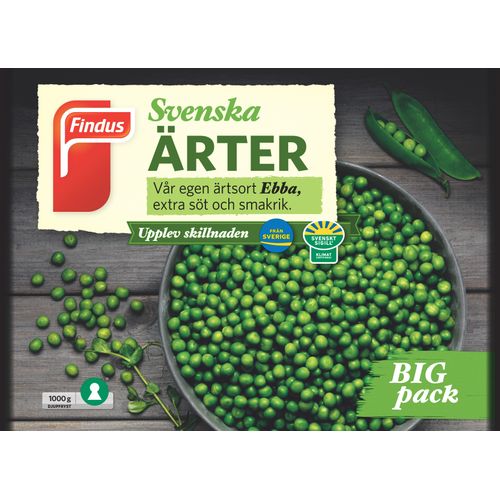 Findus
Svenska
ÄRTER
Vår egen ärtsort Ebba,
extra söt och smakrik.
Upplev skillnaden
FRÅN
SVERIGE
SVENSKT
SIGILL
KLIMAT
BIG
pack
1000 g
DJUPFRYST